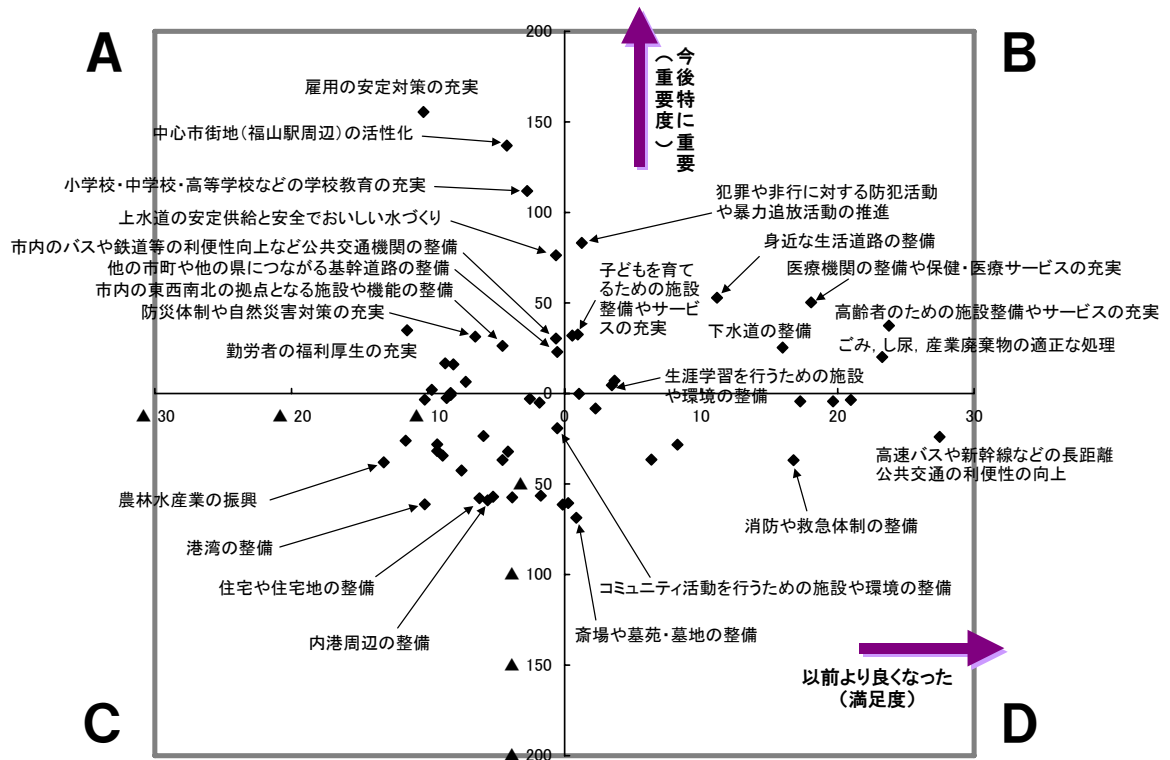 A
B
200
雇用の安定対策の充実
150
中心市街地（福山駅周辺）の活性化
今後特に重要
（重要度）
小学校・中学校・高等学校などの学校教育の充実
100
上水道の安定供給と安全でおいしい水づくり
犯罪や非行に対する防犯活動
や暴力追放活動の推進
市内のバスや鉄道等の利便性向上など公共交通機関の整備
身近な生活道路の整備
他の市町や他の県につながる基幹道路の整備
子どもを育て
るための施設
整備やサービ
スの充実
医療機関の整備や保健・医療サービスの充実
市内の東西南北の拠点となる施設や機能の整備
50
防災体制や自然災害対策の充実
高齢者のための施設整備やサービスの充実
下水道の整備
勤労者の福利厚生の充実
ごみ，し尿，産業廃棄物の適正な処理
生涯学習を行うための施設
や環境の整備
0
▲ 30
▲ 20
▲ 10
0
10
20
30
高速バスや新幹線などの長距離
公共交通の利便性の向上
▲ 50
農林水産業の振興
消防や救急体制の整備
港湾の整備
▲ 100
住宅や住宅地の整備
コミュニティ活動を行うための施設や環境の整備
内港周辺の整備
斎場や墓苑・墓地の整備
▲ 150
以前より良くなった
（満足度）
C
D
▲ 200